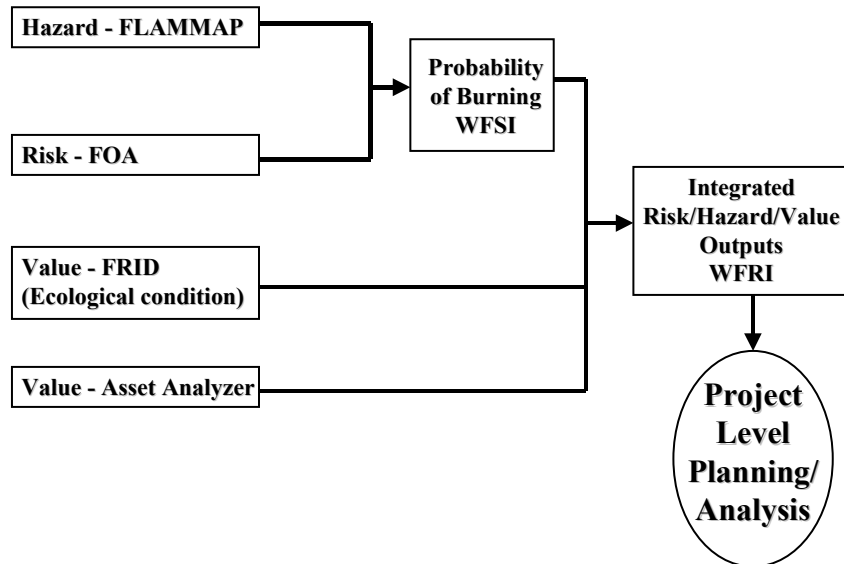 Hazard - FLAMMAP
Risk - FOA
Value - FRID
(Ecological condition)
Value - Asset Analyzer
Probability
of Burning
WFSI
Integrated
Risk/Hazard/Value
Outputs
WFRI
Project
Level
Planning/
Analysis